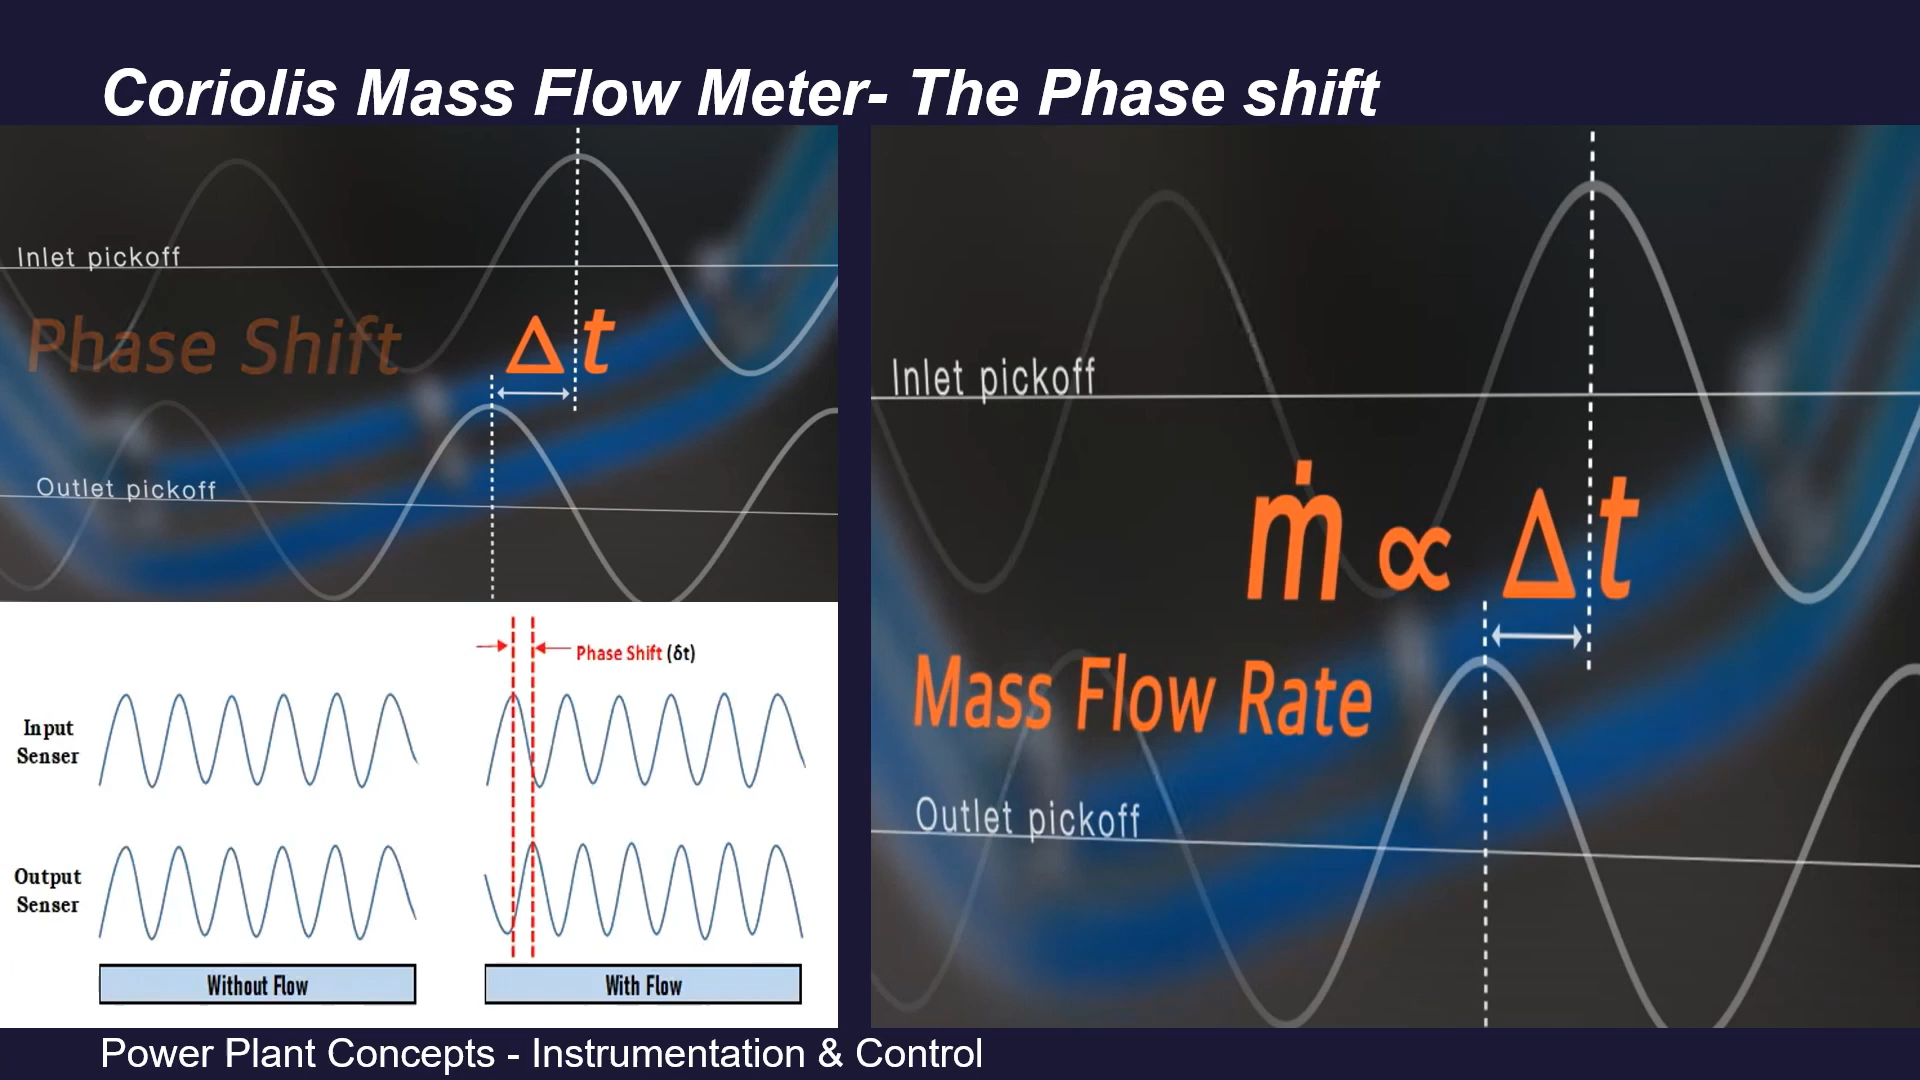 Coriolis Mass Flow Meter- The Phase shift
Inlet pickoff
Phase Shift
Δt
Outlet pickoff
Phase Shift (δt)
Input
Senser
Output
Senser
Without Flow
With Flow
Inlet pickoff
ṁ ∝ Δt
Mass Flow Rate
Outlet pickoff
Power Plant Concepts - Instrumentation & Control